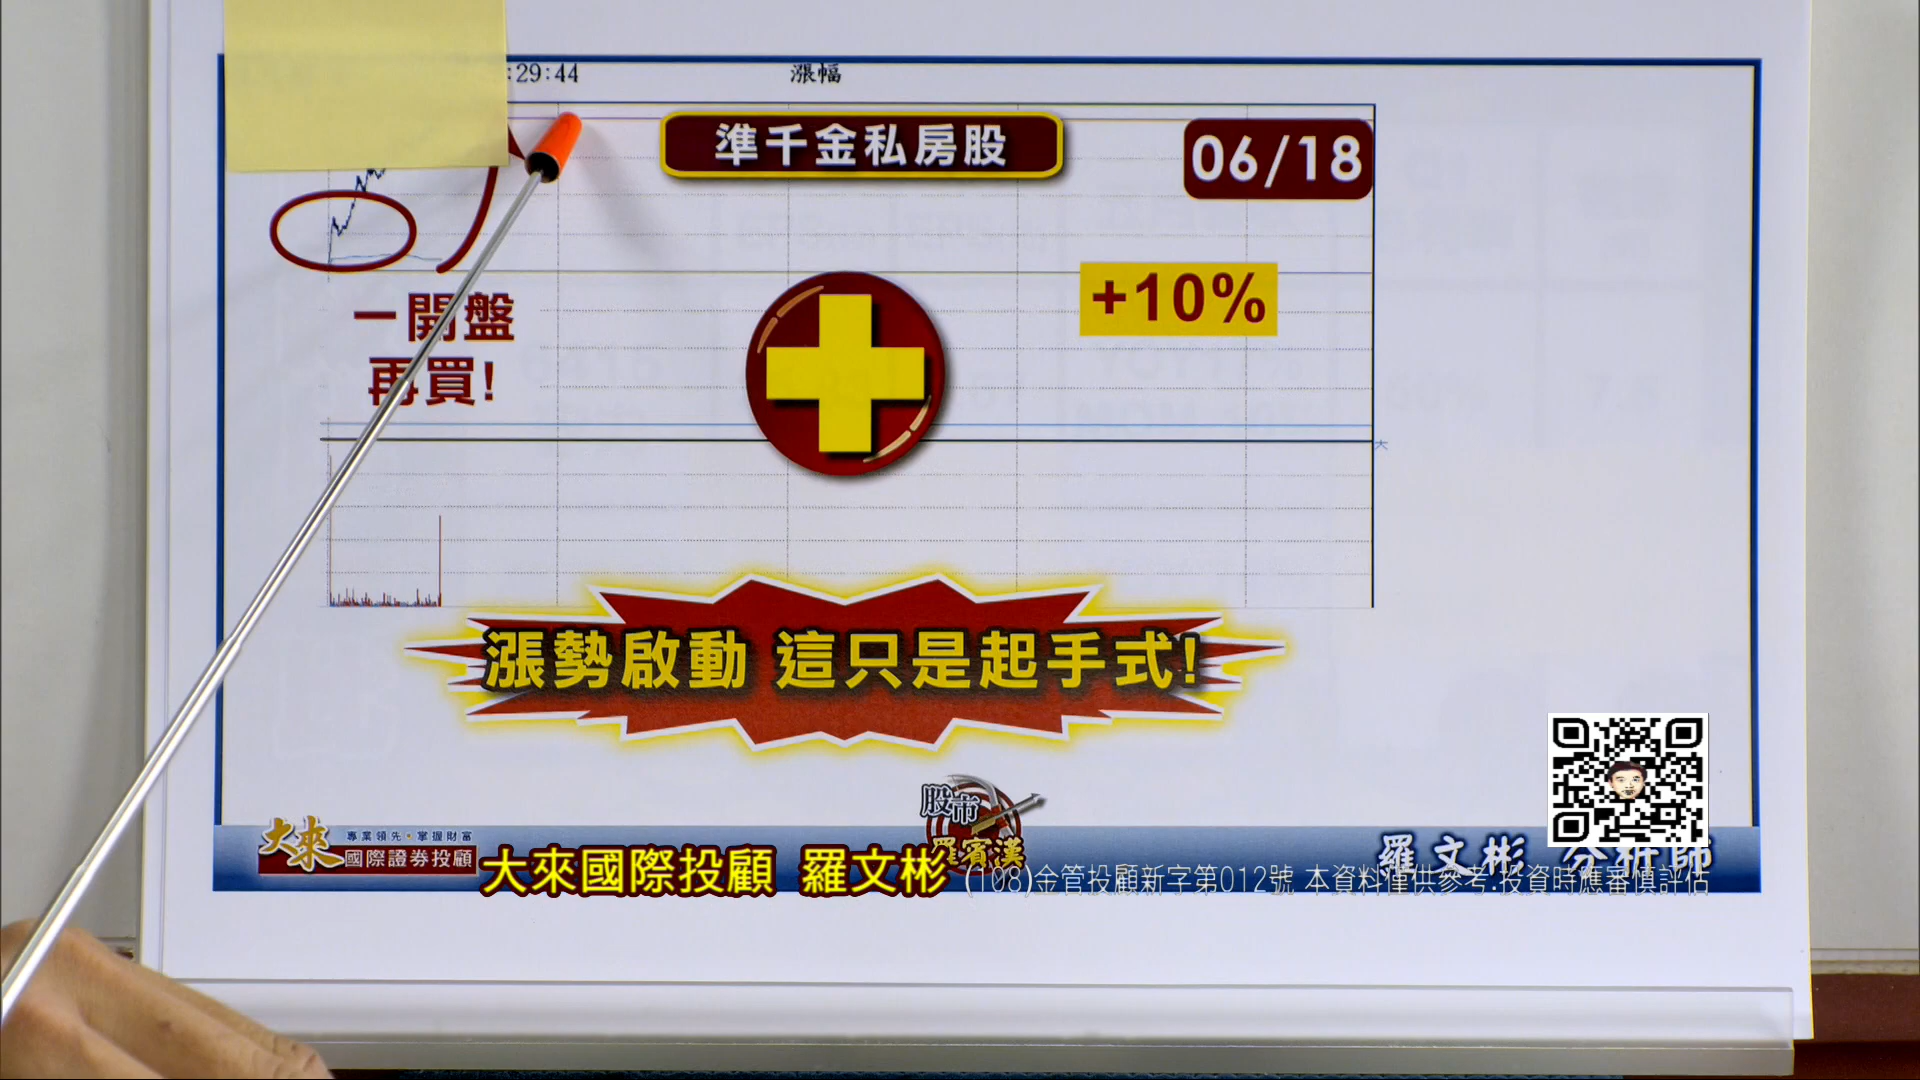 :29:44
漲幅
準千金私房股
06/18
一開盤
再買!
+10%
大
漲勢啟動 這只是起手式!
股市
羅賓漢
大來
專業領先・掌握財富
國際證券投顧
羅文彬 分析師
大來國際投顧 羅文彬
(108)金管投顧新字第012號 本資料僅供參考.投資時應審慎評估